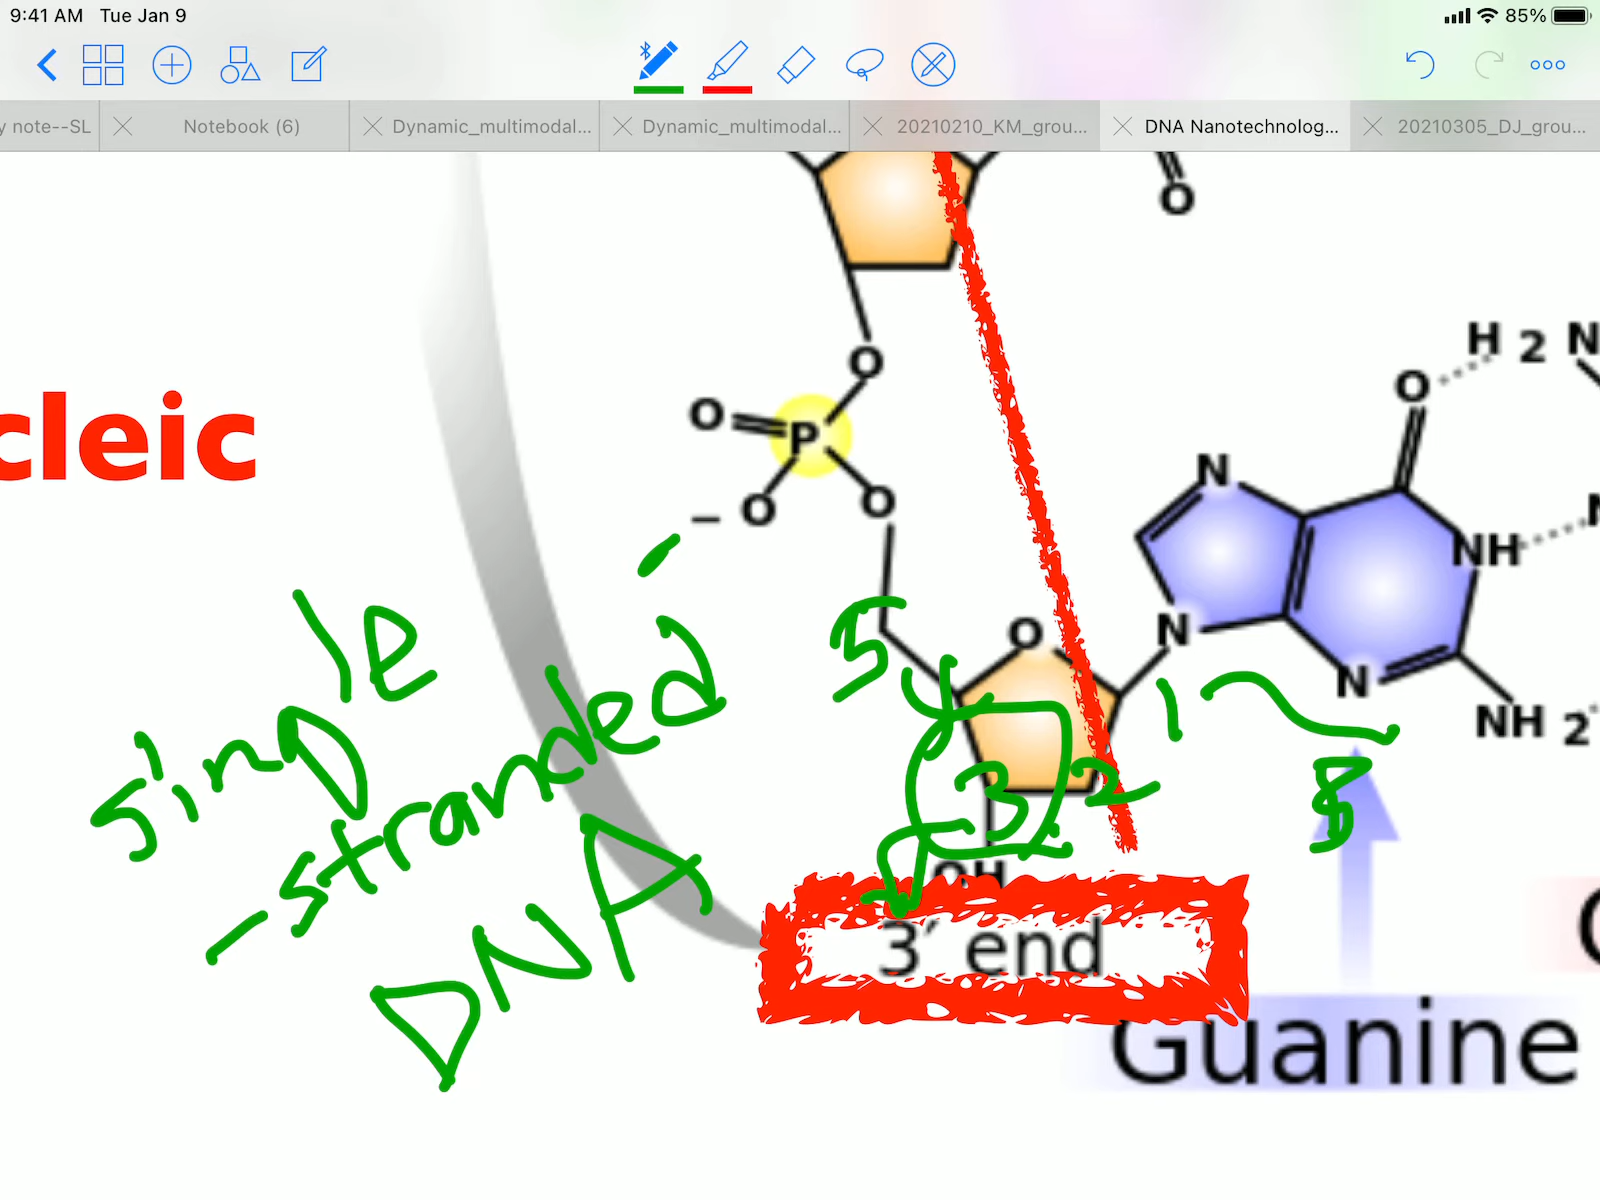 9:41 AM Tue Jan 9
85%
y note--SL
Notebook (6)
Dynamic_multimodal...
Dynamic_multimodal...
20210210_KM_grou...
DNA Nanotechnolog...
20210305_DJ_grou...
O
O
H 2 N
O
cleic
O
P
N
O
O
−
N
NH
single
5
O
N
N
-stranded
4
1
NH 2
3
2
DNA
OH
3′ end
Guanine